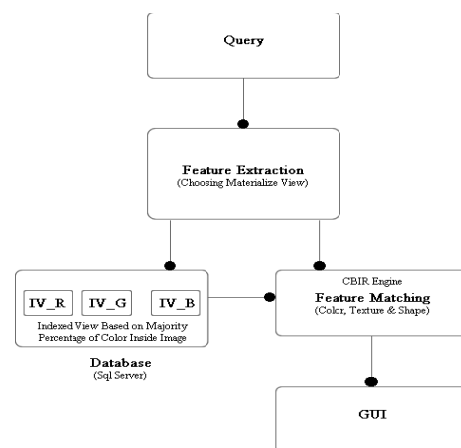 Query
Feature Extraction
(Choosing Materialize View)
IV_R IV_G IV_B
Indexed View Based on Majority
Percentage of Color Inside Image
Database
(Sql Server)
CBIR Engine
Feature Matching
(Color, Texture & Shape)
GUI